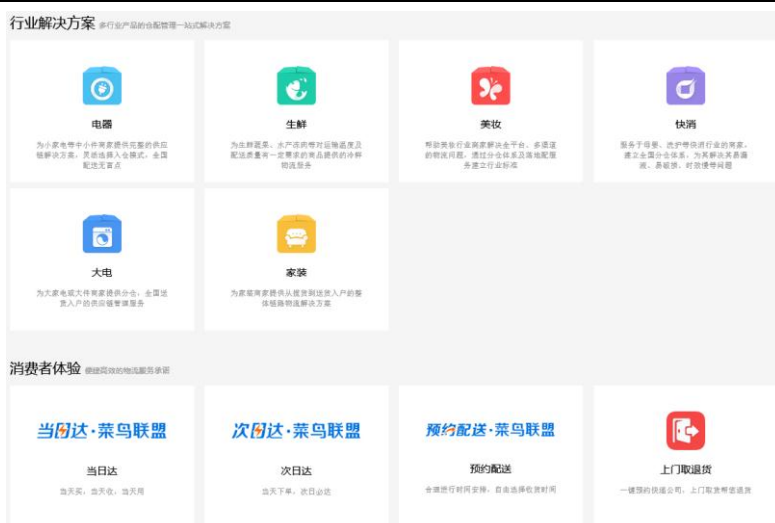 行业解决方案 多行业产品的仓配管理一站式解决方案
电器
为小家电等中小件商家提供完整的供应
链解决方案，灵活选择入仓模式，全国
配送无盲点
生鲜
为生鲜蔬果、水产冻肉等对运输温度及
配送质量有一定要求的商品提供的冷鲜
物流服务
美妆
帮助美妆行业商家解决全平台、多渠道
的物流问题，通过分仓体系及落地配服
务建立行业标准
快消
服务于母婴、洗护等快消行业的商家，
建立全国分仓体系，为其解决其易漏
液、易破损、时效慢等问题
大电
为大家电或大件商家提供分仓、全国送
货入户的供应链管理服务
家装
为家装商家提供从揽货到送货入户的整
体链路物流解决方案
消费者体验 便捷高效的物流服务承诺
当日达·菜鸟联盟
当日达
当天买，当天收，当天用
次日达·菜鸟联盟
次日达
当天下单，次日必达
预约配送·菜鸟联盟
预约配送
合理进行时间安排，自由选择收货时间
上门取退货
一键预约快递公司，上门取货帮您退货